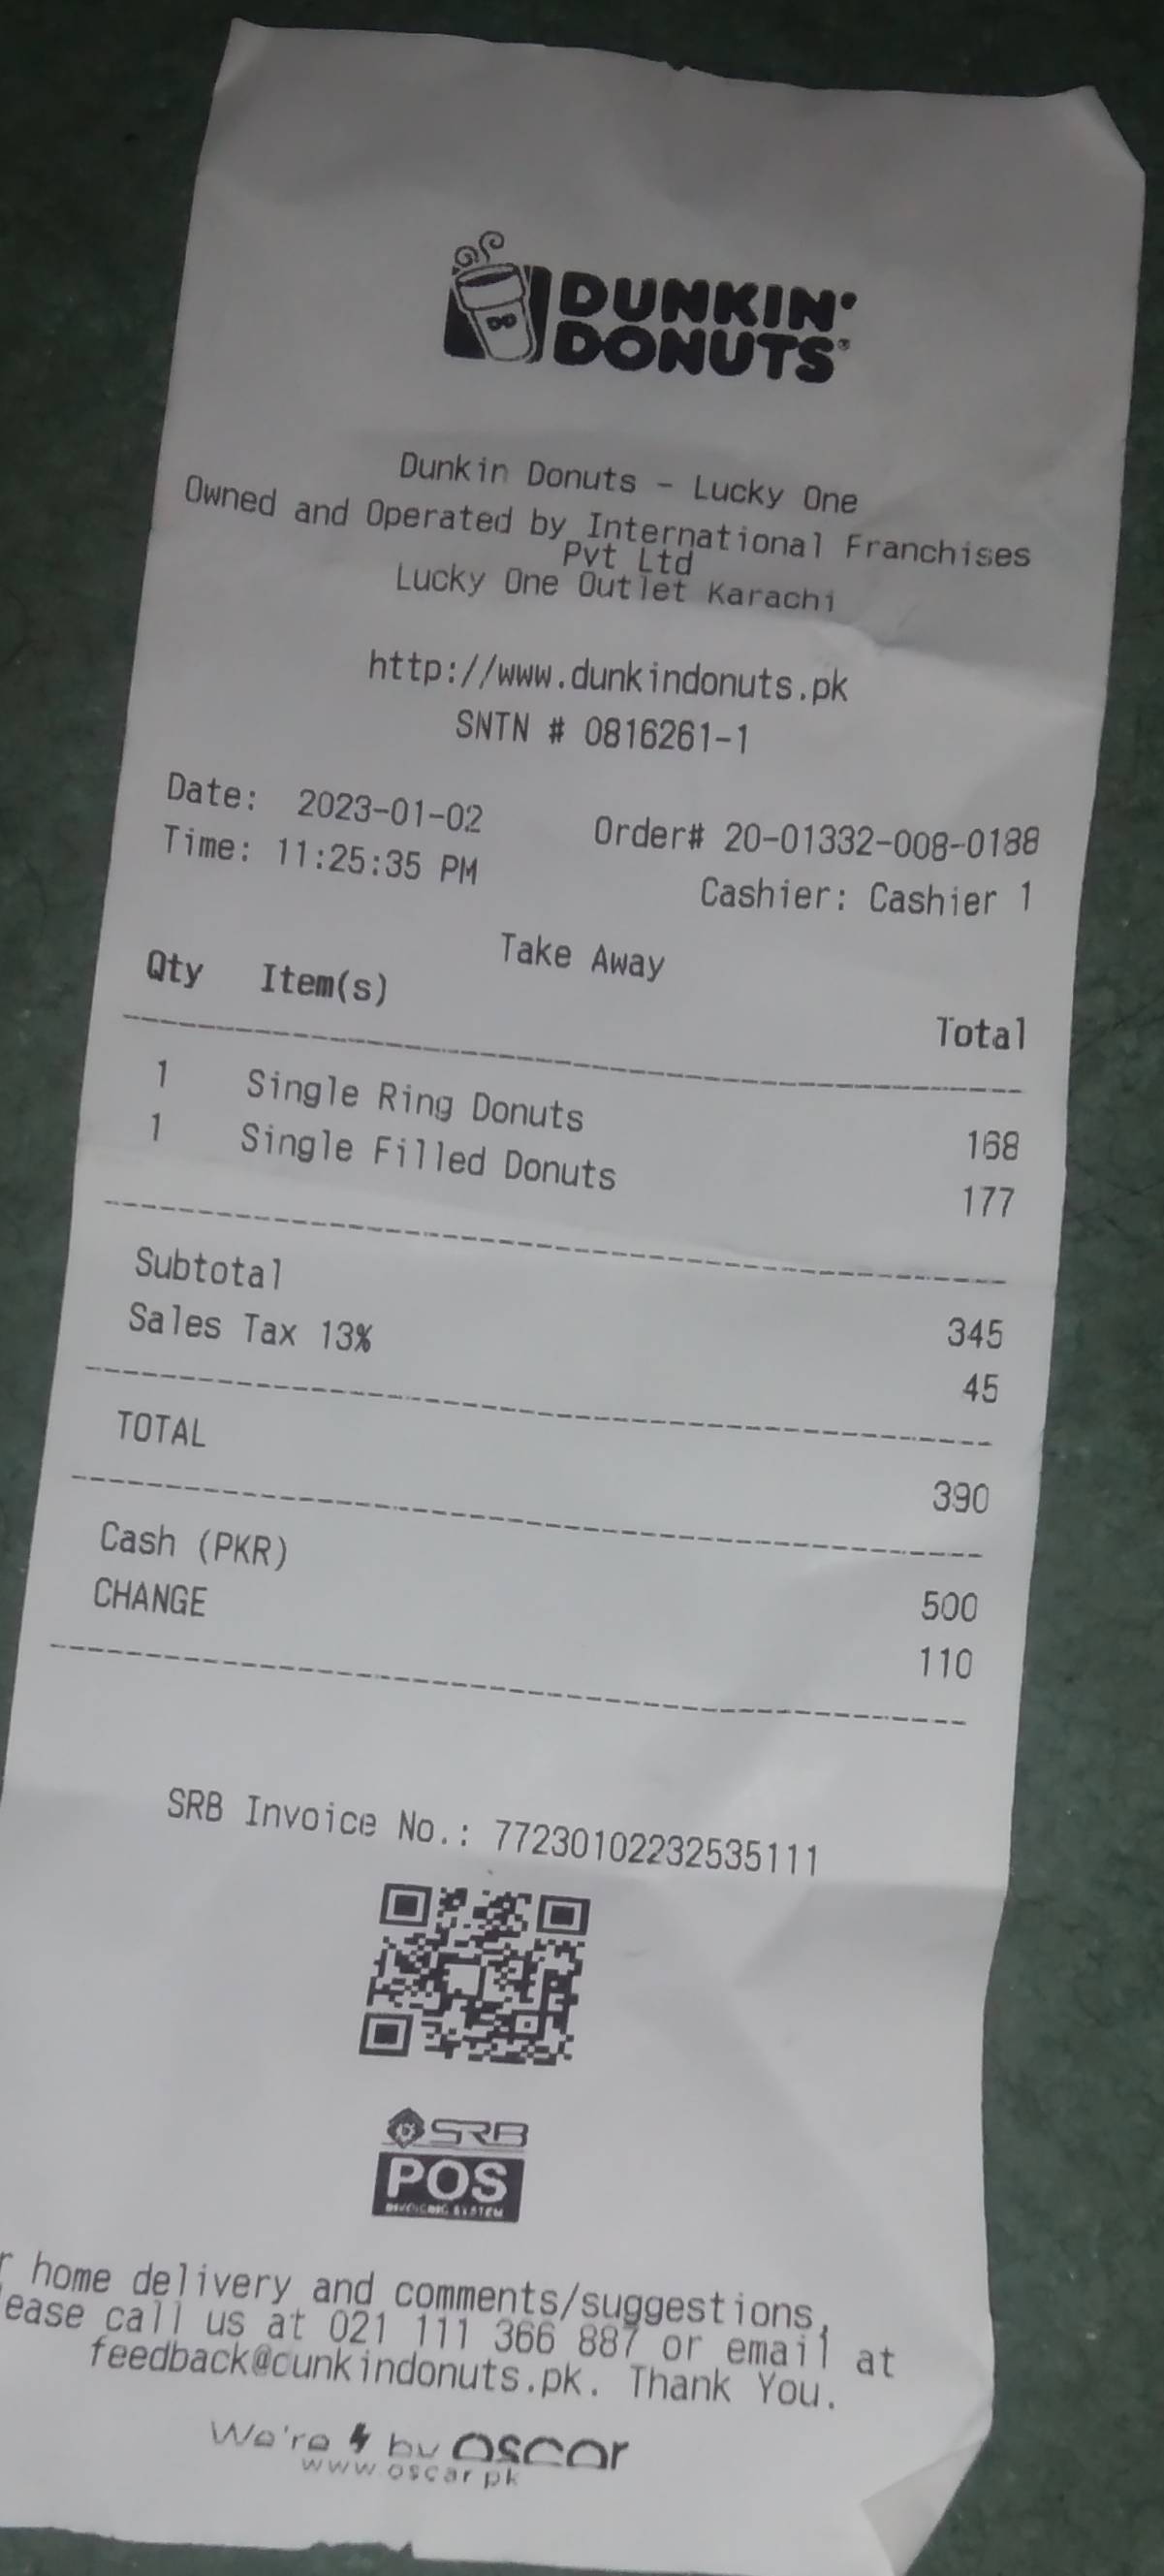 DUNKIN'
DONUTS®
Dunkin Donuts - Lucky One
Owned and Operated by International Franchises
Pvt Ltd
Lucky One Outlet Karachi
http://www.dunkindonuts.pk
SNTN # 0816261-1
Date: 2023-01-02 Order# 20-01332-008-0188
Time: 11:25:35 PM Cashier: Cashier 1
Take Away
Qty Item(s) Total
1 Single Ring Donuts 168
1 Single Filled Donuts 177
Subtotal 345
Sales Tax 13% 45
TOTAL 390
Cash (PKR) 500
CHANGE 110
SRB Invoice No.: 77230102232535111
SRB
POS
INVOICING SYSTEM
r home delivery and comments/suggestions,
ease call us at 021 111 366 887 or email at
feedback@dunkindonuts.pk. Thank You.
We're by oscar
www.oscar.pk